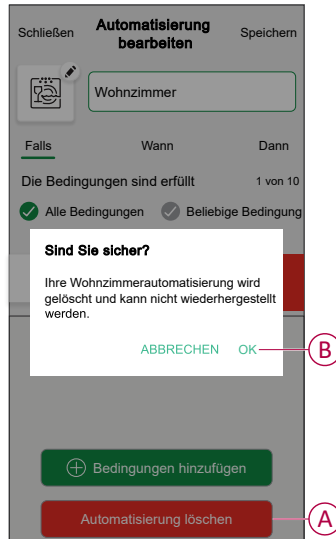 Schließen Automatisierung bearbeiten Speichern
Wohnzimmer
Falls Wann Dann
Die Bedingungen sind erfüllt 1 von 10
Alle Bedingungen Beliebige Bedingung
Sind Sie sicher?
Ihre Wohnzimmerautomatisierung wird
gelöscht und kann nicht wiederhergestellt
werden.
ABBRECHEN OK B
Bedingungen hinzufügen
Automatisierung löschen A